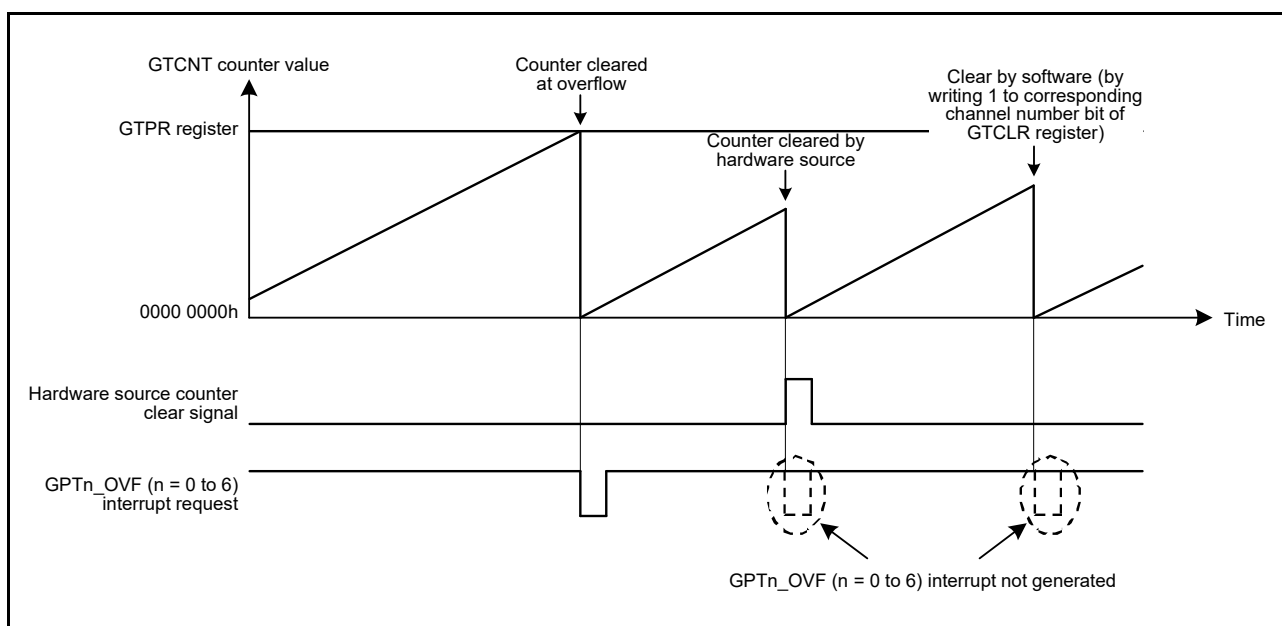 GTCNT counter value
Counter cleared
at overflow
Clear by software (by
writing 1 to corresponding
channel number bit of
GTCLR register)
GTPR register
Counter cleared by
hardware source
0000 0000h
Time
Hardware source counter
clear signal
GPTn_OVF (n = 0 to 6)
interrupt request
GPTn_OVF (n = 0 to 6) interrupt not generated